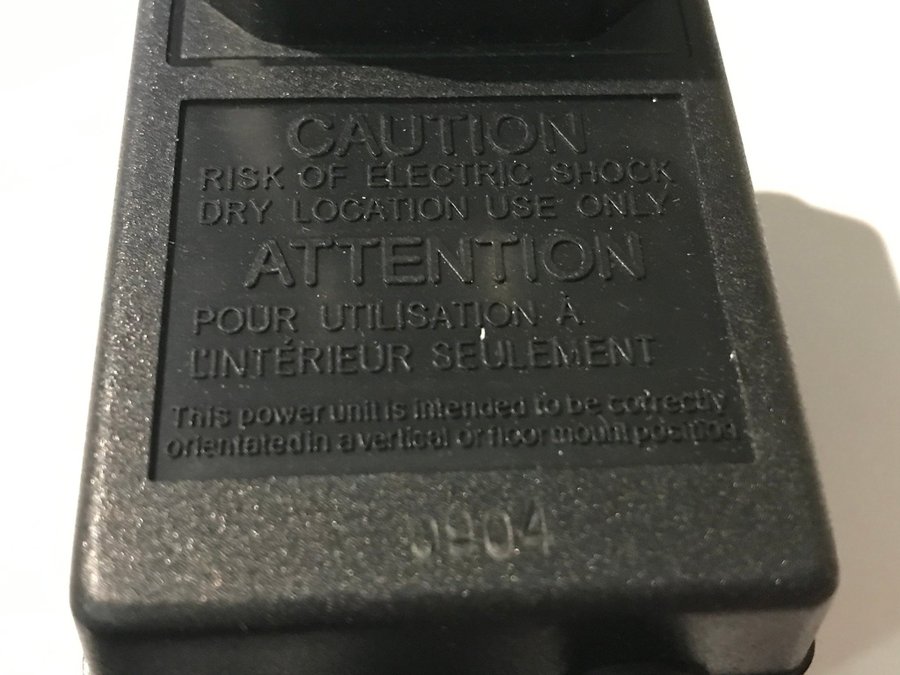 CAUTION
RISK OF ELECTRIC SHOCK
DRY LOCATION USE ONLY
ATTENTION
POUR UTILISATION À
L'INTÉRIEUR SEULEMENT
This power unit is intended to be correctly
orientated in a vertical or floor mount position
0904